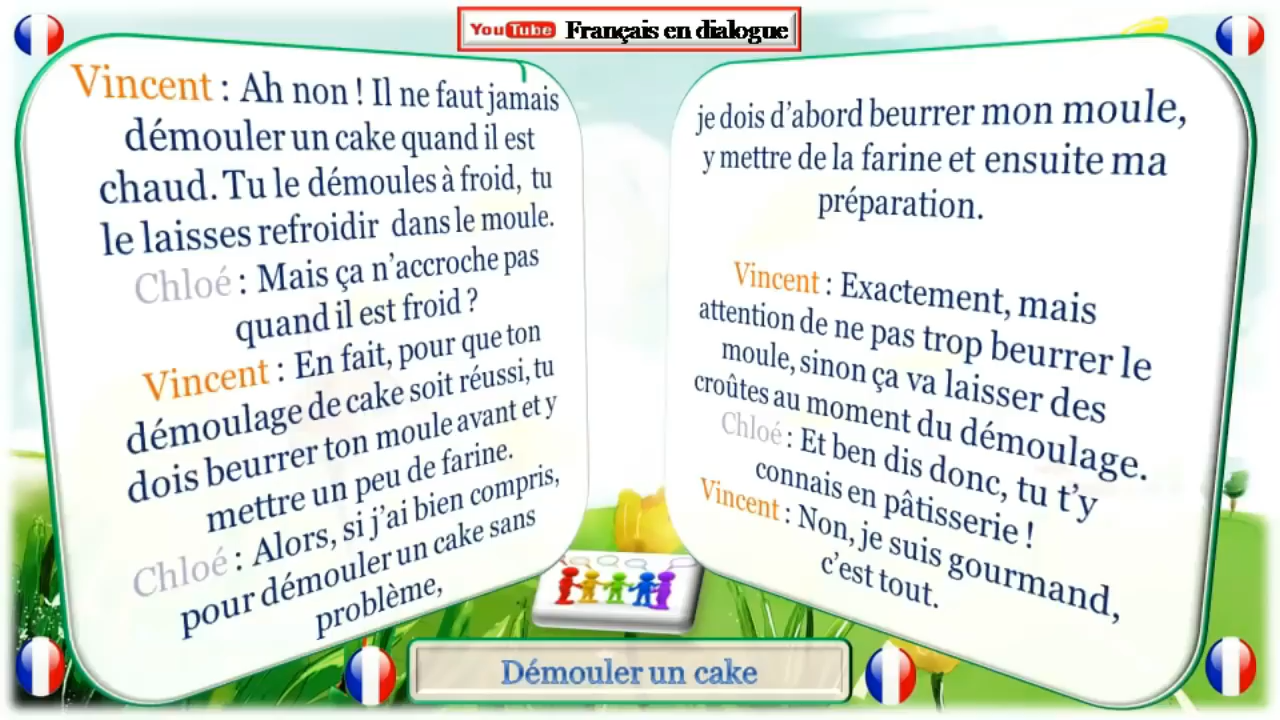 YouTube Français en dialogue
Vincent : Ah non ! Il ne faut jamais
démouler un cake quand il est
chaud. Tu le démoules à froid, tu
le laisses refroidir dans le moule.
Chloé : Mais ça n’accroche pas
quand il est froid ?
Vincent : En fait, pour que ton
démoulage de cake soit réussi, tu
dois beurrer ton moule avant et y
mettre un peu de farine.
Chloé : Alors, si j’ai bien compris,
pour démouler un cake sans
problème,
je dois d’abord beurrer mon moule,
y mettre de la farine et ensuite ma
préparation.
Vincent : Exactement, mais
attention de ne pas trop beurrer le
moule, sinon ça va laisser des
croûtes au moment du démoulage.
Chloé : Et ben dis donc, tu t’y
connais en pâtisserie !
Vincent : Non, je suis gourmand,
c’est tout.
Démouler un cake